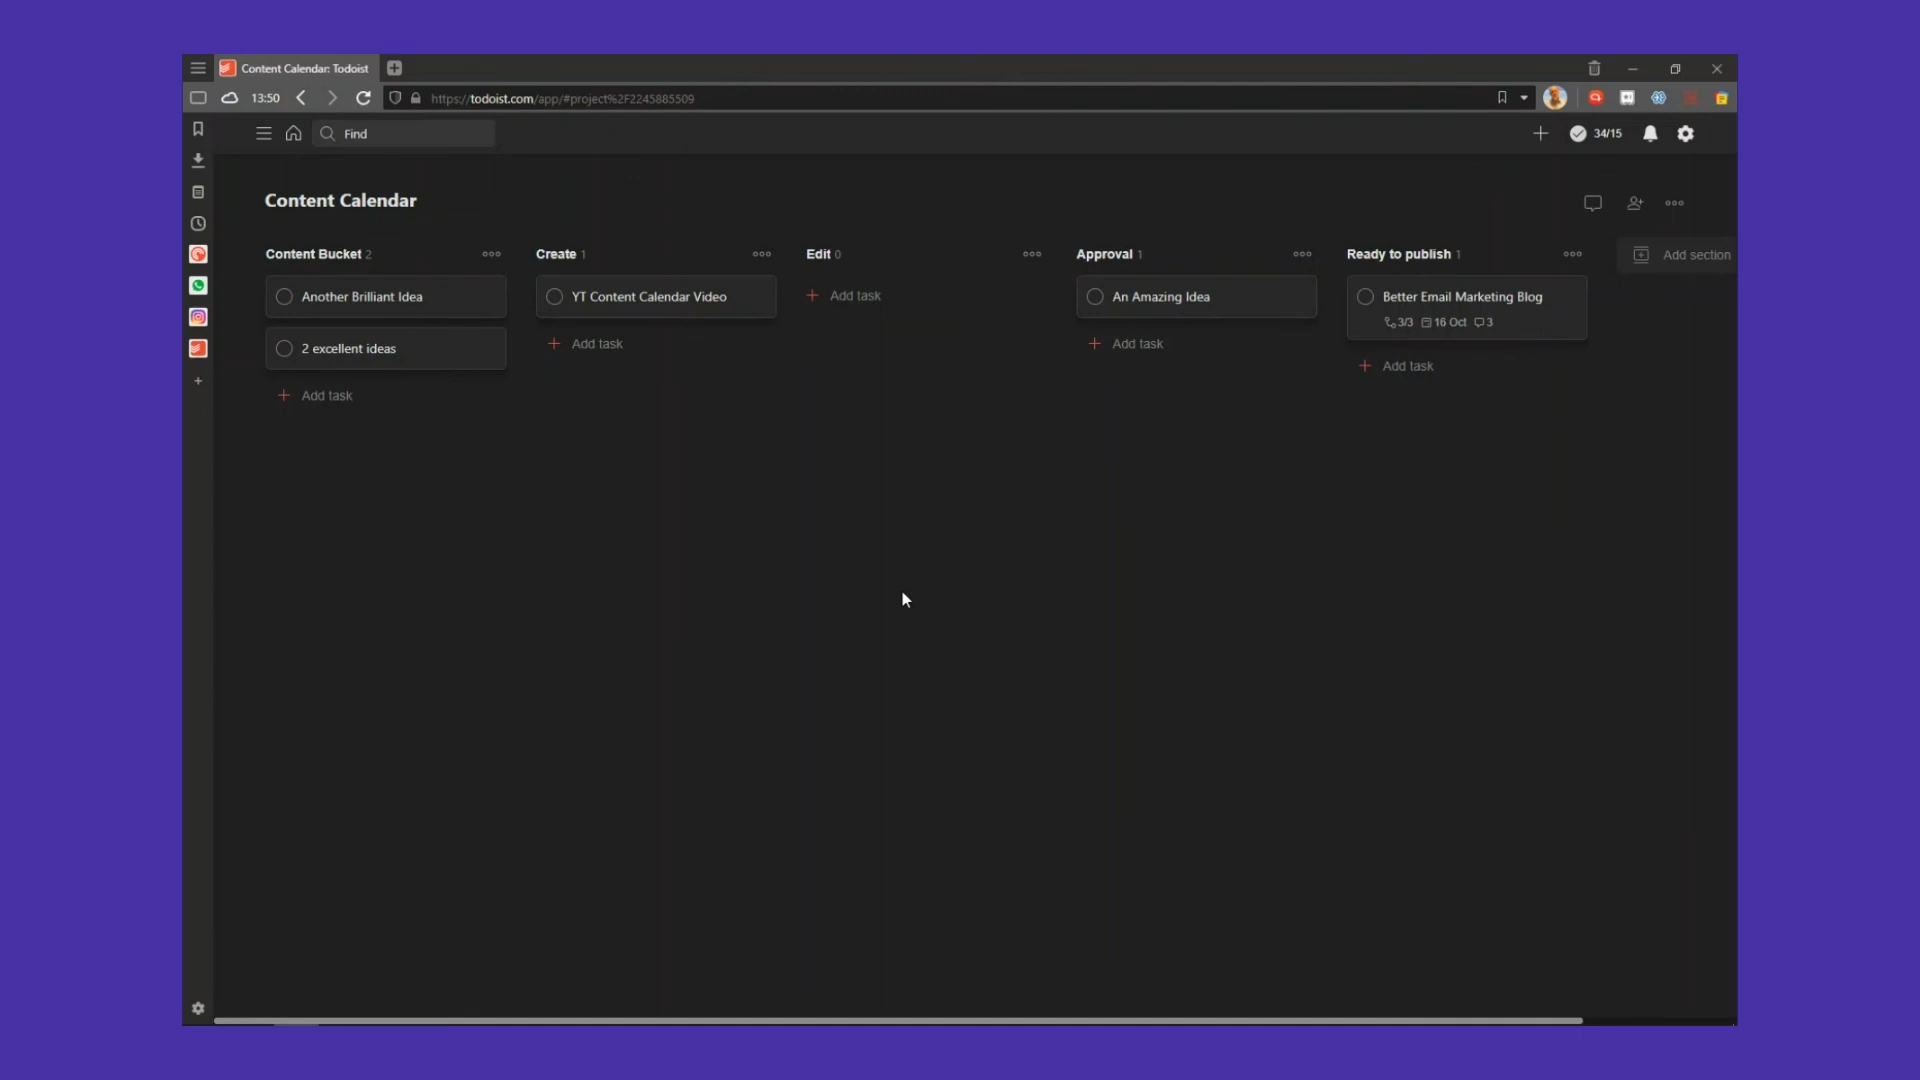 Content Calendar: Todoist
13:50
https://todoist.com/app/#project%2F2245885509
Find
34/15
Content Calendar
Content Bucket 2
Another Brilliant Idea
2 excellent ideas
Add task
Create 1
YT Content Calendar Video
Add task
Edit 0
Add task
Approval 1
An Amazing Idea
Add task
Ready to publish 1
Better Email Marketing Blog
3/3 16 Oct 3
Add task
Add section